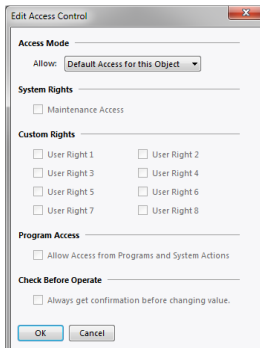 Edit Access Control
Access Mode
Allow: Default Access for this Object
System Rights
Maintenance Access
Custom Rights
User Right 1 User Right 2
User Right 3 User Right 4
User Right 5 User Right 6
User Right 7 User Right 8
Program Access
Allow Access from Programs and System Actions
Check Before Operate
Always get confirmation before changing value.
OK Cancel